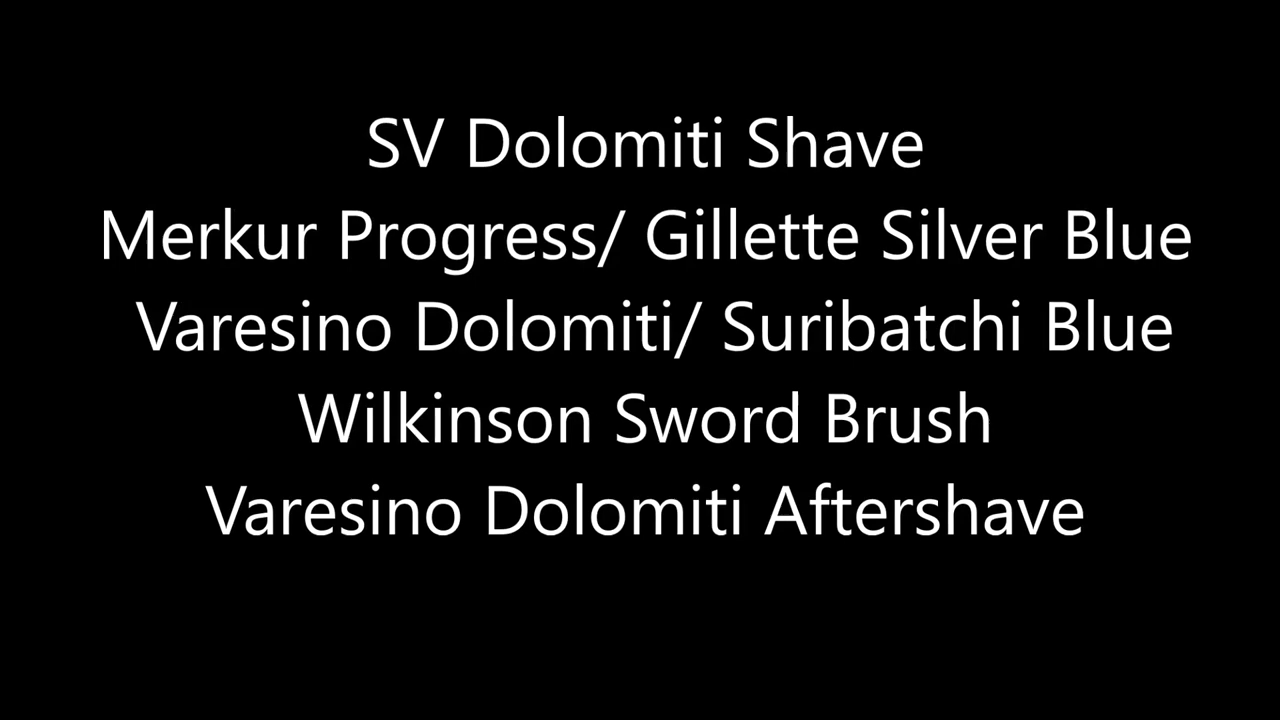 SV Dolomiti Shave
Merkur Progress/ Gillette Silver Blue
Varesino Dolomiti/ Suribatchi Blue
Wilkinson Sword Brush
Varesino Dolomiti Aftershave